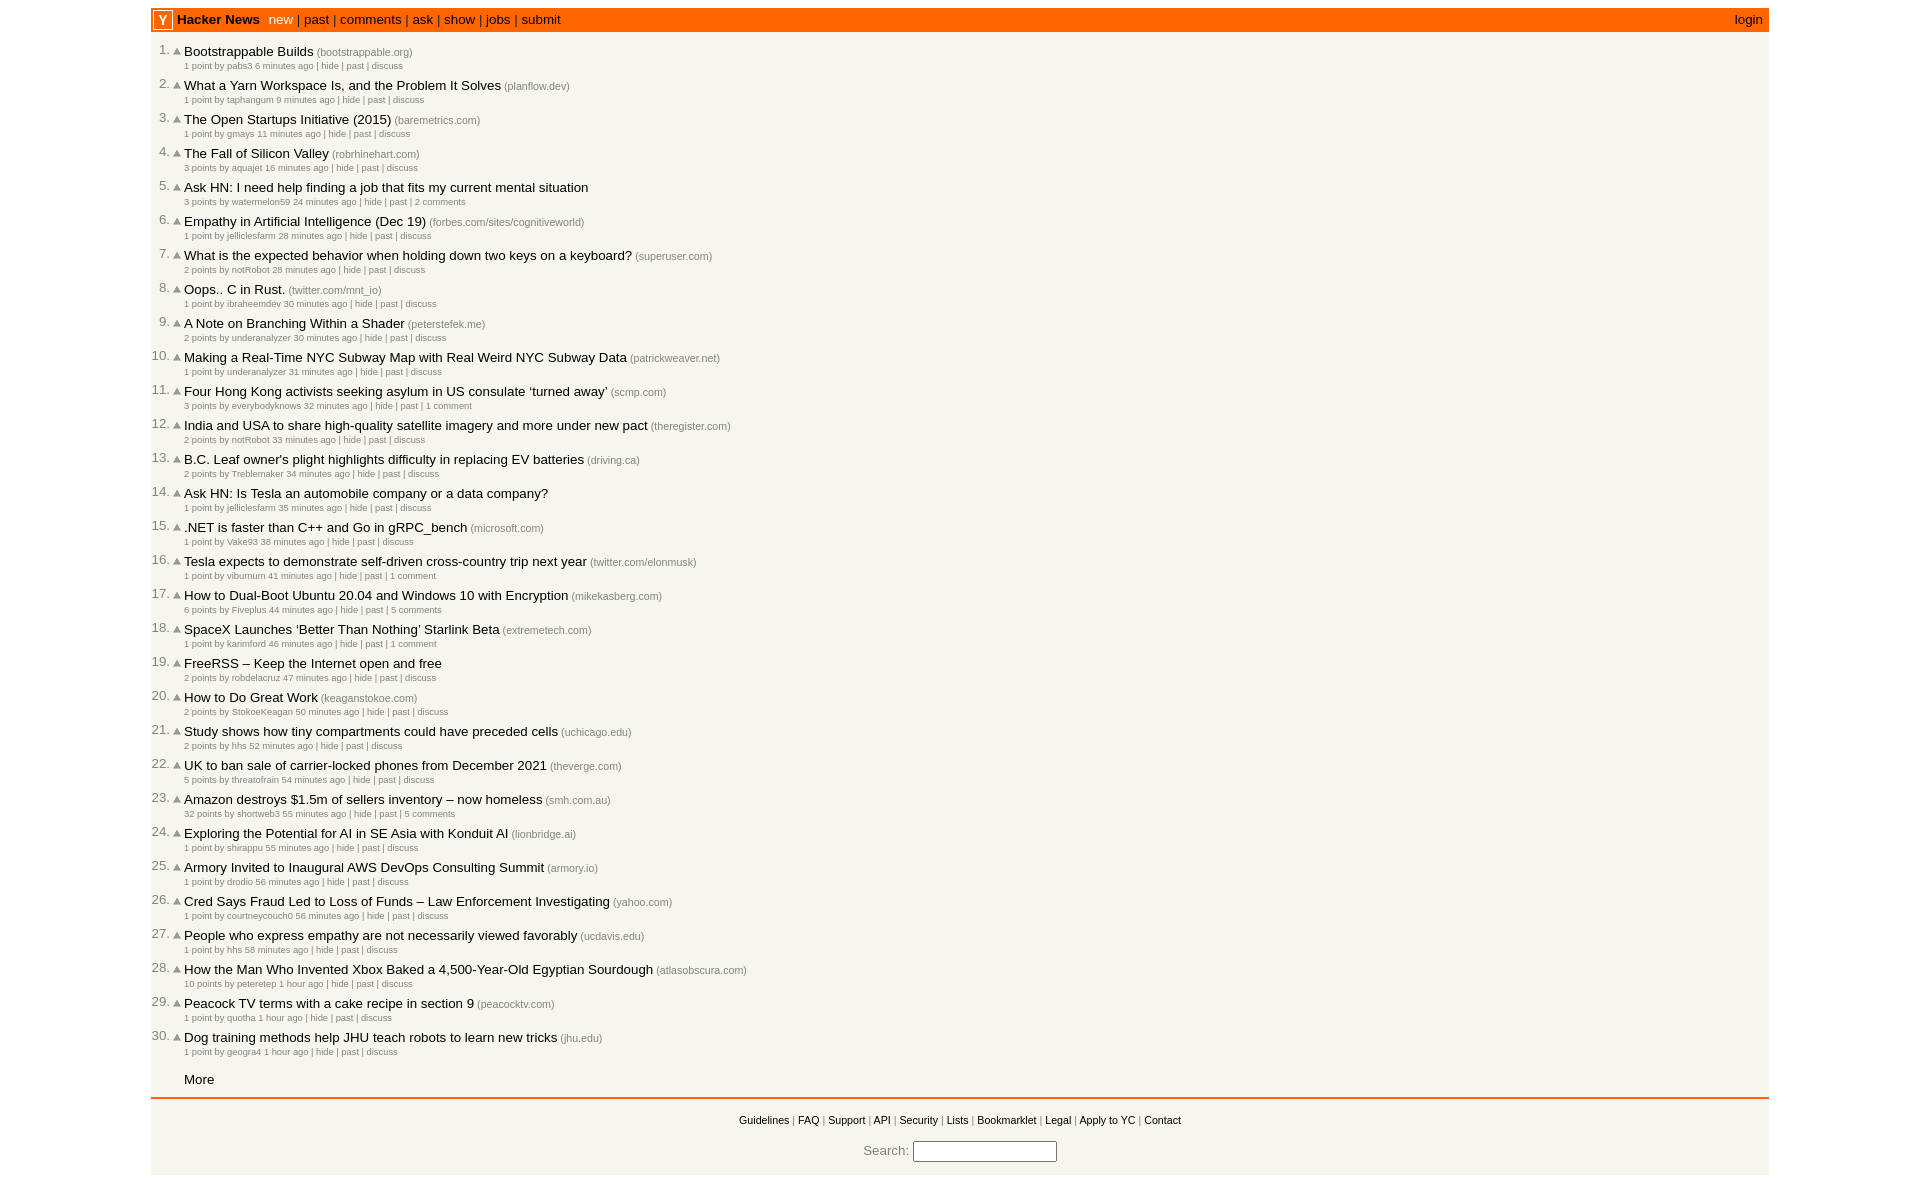 Y Hacker News new | past | comments | ask | show | jobs | submit login
1. Bootstrappable Builds (bootstrappable.org)
1 point by pabs3 6 minutes ago | hide | past | discuss
2. What a Yarn Workspace Is, and the Problem It Solves (planflow.dev)
1 point by taphangum 9 minutes ago | hide | past | discuss
3. The Open Startups Initiative (2015) (baremetrics.com)
1 point by gmays 11 minutes ago | hide | past | discuss
4. The Fall of Silicon Valley (robrhinehart.com)
3 points by aquajet 16 minutes ago | hide | past | discuss
5. Ask HN: I need help finding a job that fits my current mental situation
3 points by watermelon59 24 minutes ago | hide | past | 2 comments
6. Empathy in Artificial Intelligence (Dec 19) (forbes.com/sites/cognitiveworld)
1 point by jelliclesfarm 28 minutes ago | hide | past | discuss
7. What is the expected behavior when holding down two keys on a keyboard? (superuser.com)
2 points by notRobot 28 minutes ago | hide | past | discuss
8. Oops.. C in Rust. (twitter.com/mnt_io)
1 point by ibraheemdev 30 minutes ago | hide | past | discuss
9. A Note on Branching Within a Shader (peterstefek.me)
2 points by underanalyzer 30 minutes ago | hide | past | discuss
10. Making a Real-Time NYC Subway Map with Real Weird NYC Subway Data (patrickweaver.net)
1 point by underanalyzer 31 minutes ago | hide | past | discuss
11. Four Hong Kong activists seeking asylum in US consulate ‘turned away’ (scmp.com)
3 points by everybodyknows 32 minutes ago | hide | past | 1 comment
12. India and USA to share high-quality satellite imagery and more under new pact (theregister.com)
2 points by notRobot 33 minutes ago | hide | past | discuss
13. B.C. Leaf owner's plight highlights difficulty in replacing EV batteries (driving.ca)
2 points by Treblemaker 34 minutes ago | hide | past | discuss
14. Ask HN: Is Tesla an automobile company or a data company?
1 point by jelliclesfarm 35 minutes ago | hide | past | discuss
15. .NET is faster than C++ and Go in gRPC_bench (microsoft.com)
1 point by Vake93 38 minutes ago | hide | past | discuss
16. Tesla expects to demonstrate self-driven cross-country trip next year (twitter.com/elonmusk)
1 point by viburnum 41 minutes ago | hide | past | 1 comment
17. How to Dual-Boot Ubuntu 20.04 and Windows 10 with Encryption (mikekasberg.com)
6 points by Fiveplus 44 minutes ago | hide | past | 5 comments
18. SpaceX Launches ‘Better Than Nothing’ Starlink Beta (extremetech.com)
1 point by karimford 46 minutes ago | hide | past | 1 comment
19. FreeRSS – Keep the Internet open and free
2 points by robdelacruz 47 minutes ago | hide | past | discuss
20. How to Do Great Work (keaganstokoe.com)
2 points by StokoeKeagan 50 minutes ago | hide | past | discuss
21. Study shows how tiny compartments could have preceded cells (uchicago.edu)
2 points by hhs 52 minutes ago | hide | past | discuss
22. UK to ban sale of carrier-locked phones from December 2021 (theverge.com)
5 points by threatofrain 54 minutes ago | hide | past | discuss
23. Amazon destroys $1.5m of sellers inventory – now homeless (smh.com.au)
32 points by shortweb3 55 minutes ago | hide | past | 5 comments
24. Exploring the Potential for AI in SE Asia with Konduit AI (lionbridge.ai)
1 point by shirappu 55 minutes ago | hide | past | discuss
25. Armory Invited to Inaugural AWS DevOps Consulting Summit (armory.io)
1 point by drodio 56 minutes ago | hide | past | discuss
26. Cred Says Fraud Led to Loss of Funds – Law Enforcement Investigating (yahoo.com)
1 point by courtneycouch0 56 minutes ago | hide | past | discuss
27. People who express empathy are not necessarily viewed favorably (ucdavis.edu)
1 point by hhs 58 minutes ago | hide | past | discuss
28. How the Man Who Invented Xbox Baked a 4,500-Year-Old Egyptian Sourdough (atlasobscura.com)
10 points by peteretep 1 hour ago | hide | past | discuss
29. Peacock TV terms with a cake recipe in section 9 (peacocktv.com)
1 point by quotha 1 hour ago | hide | past | discuss
30. Dog training methods help JHU teach robots to learn new tricks (jhu.edu)
1 point by geogra4 1 hour ago | hide | past | discuss
More
Guidelines | FAQ | Support | API | Security | Lists | Bookmarklet | Legal | Apply to YC | Contact
Search: